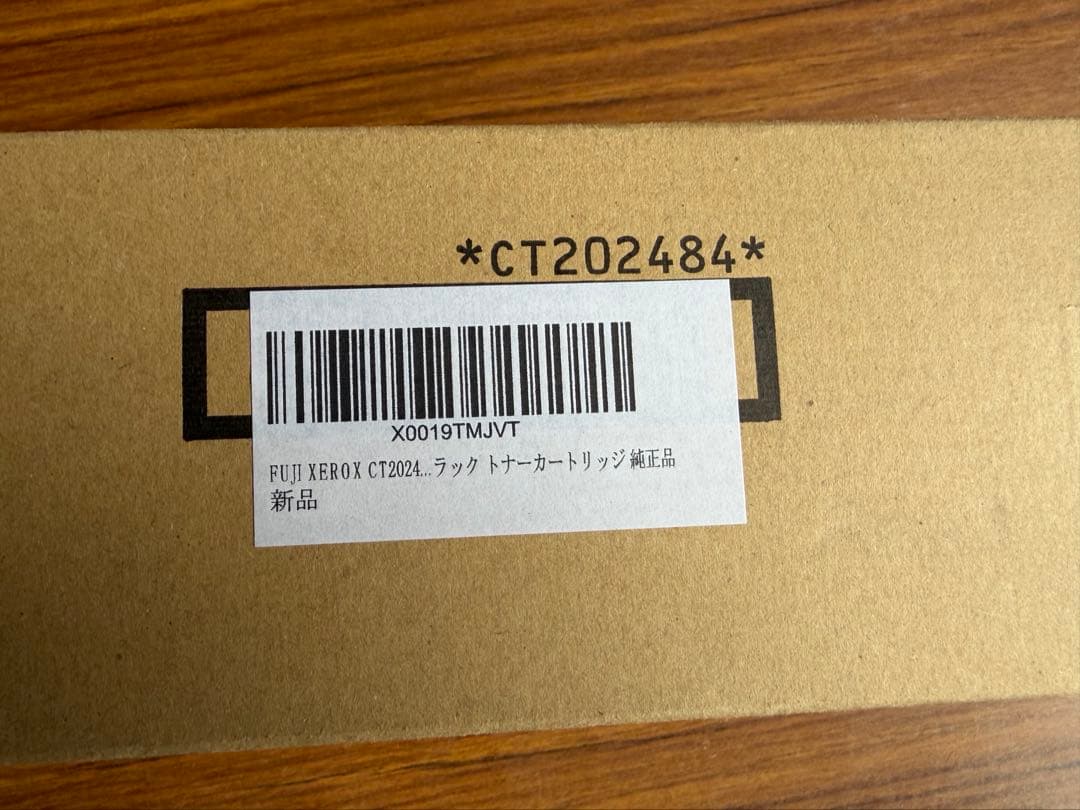 *CT202484*
X0019TMJVT
FUJI XEROX CT2024...ラック トナーカートリッジ 純正品
新品